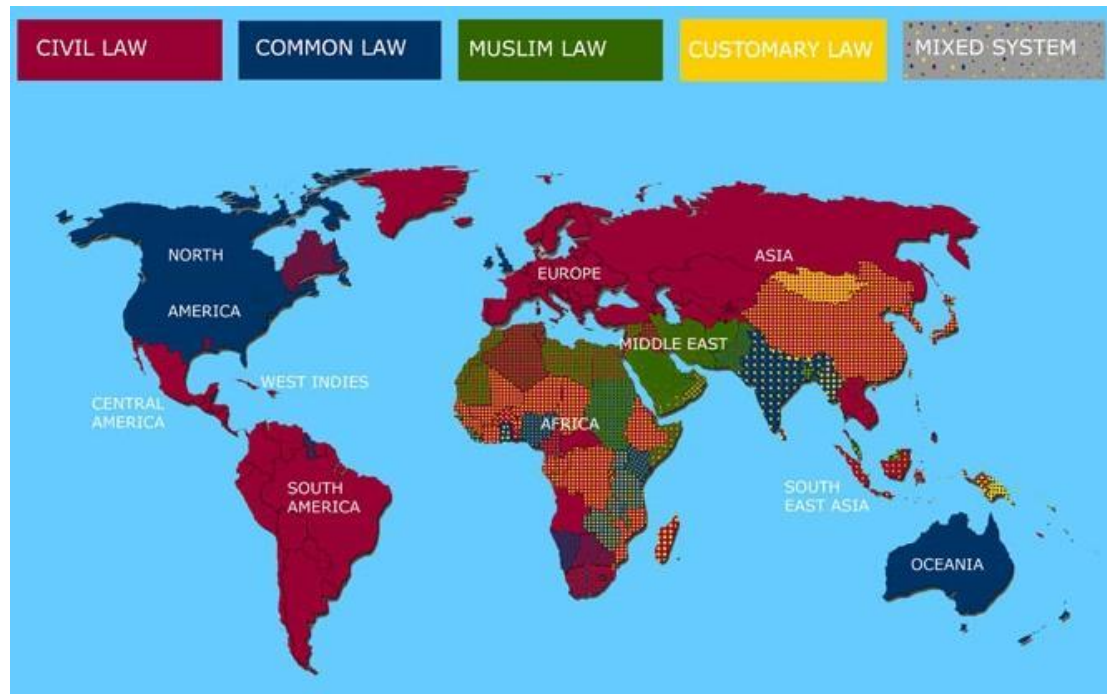 CIVIL LAW
COMMON LAW
MUSLIM LAW
CUSTOMARY LAW
MIXED SYSTEM
NORTH
AMERICA
EUROPE
ASIA
MIDDLE EAST
WEST INDIES
CENTRAL
AMERICA
AFRICA
SOUTH
AMERICA
SOUTH
EAST ASIA
OCEANIA